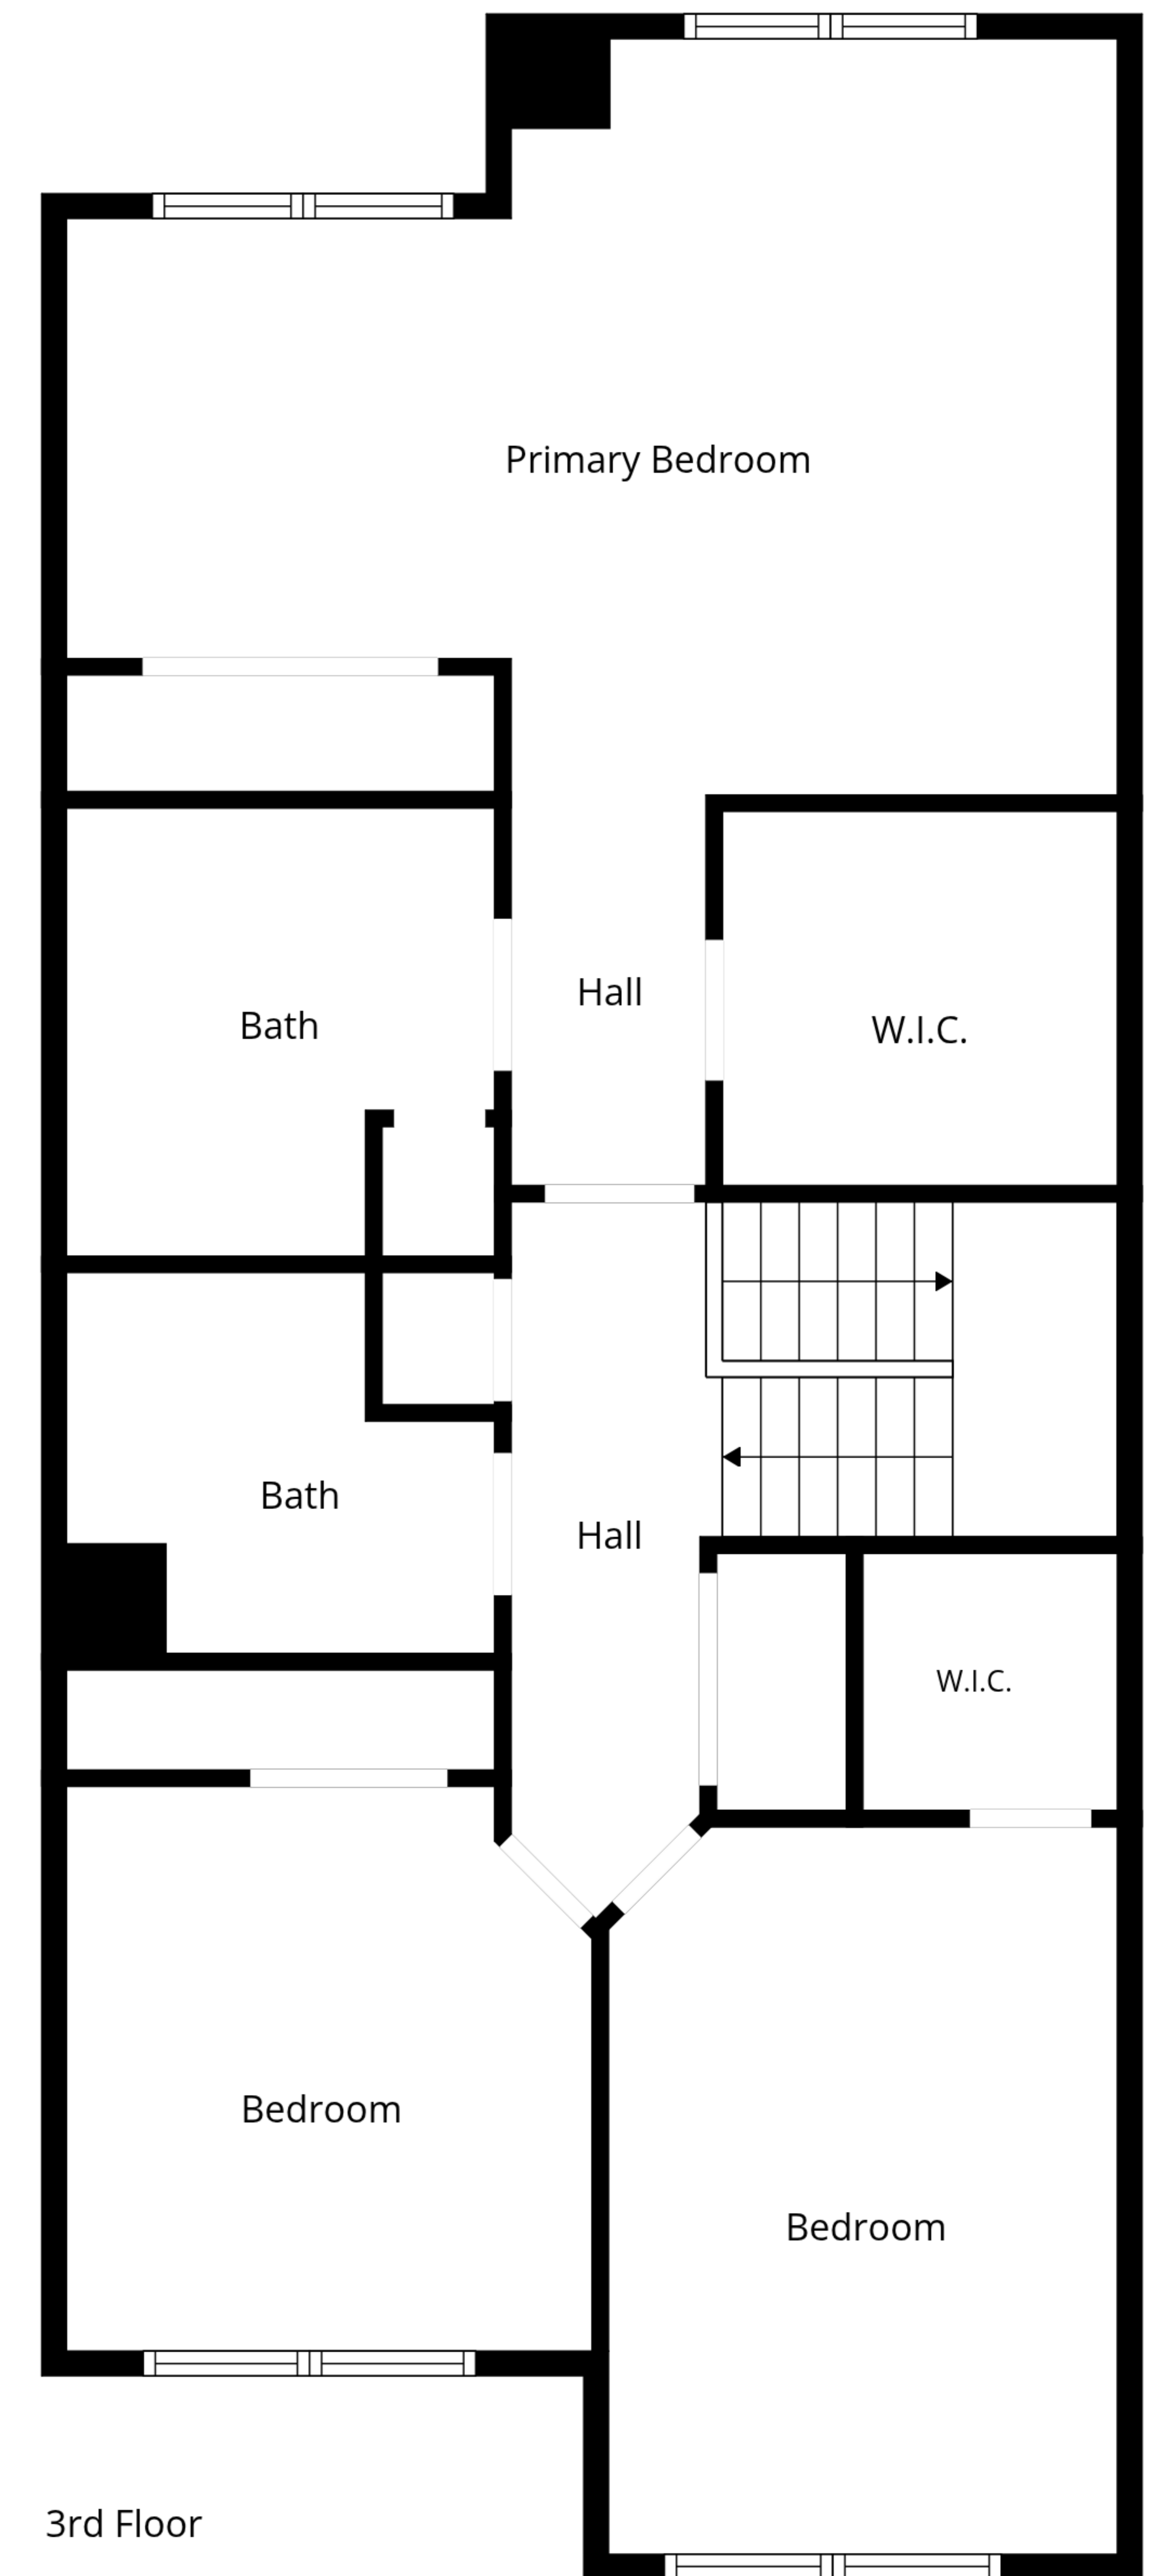 Primary Bedroom
Hall
Bath
W.I.C.
Bath
Hall
W.I.C.
Bedroom
Bedroom
3rd Floor